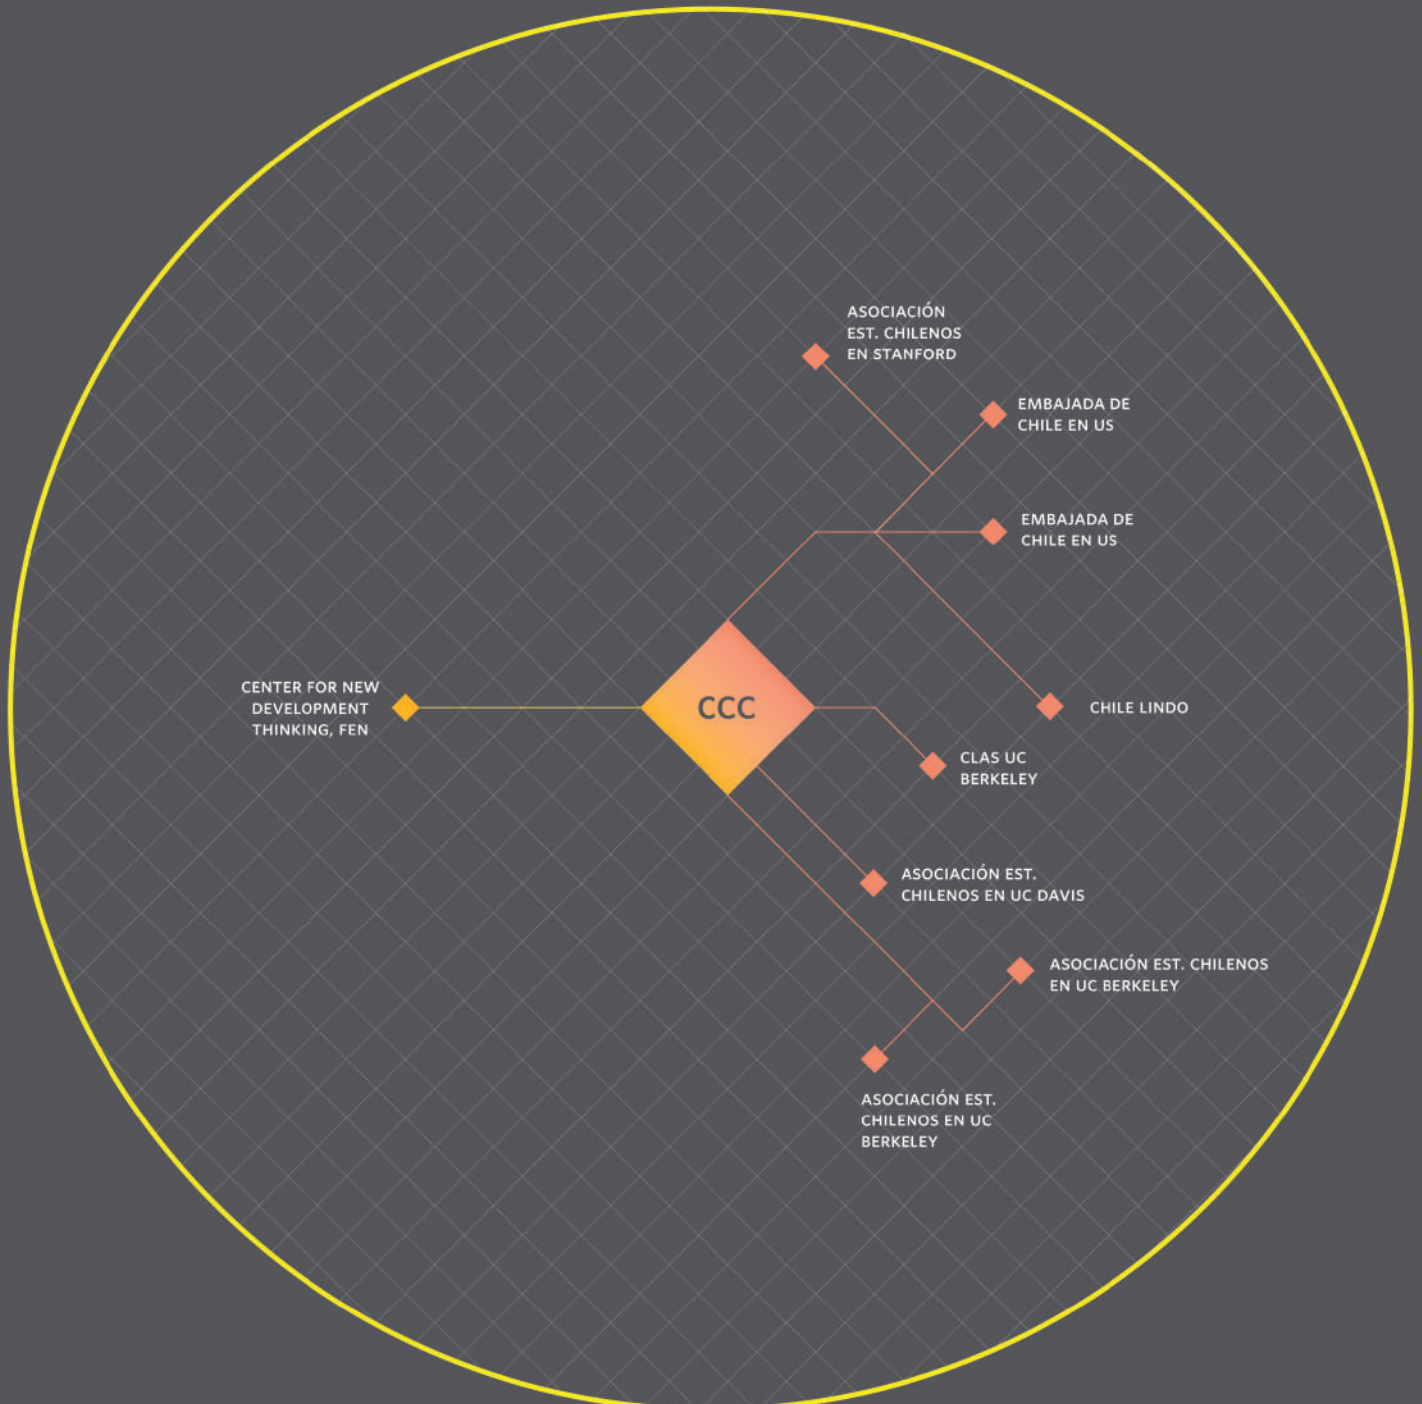 ASOCIACIÓN
EST. CHILENOS
EN STANFORD
EMBAJADA DE
CHILE EN US
EMBAJADA DE
CHILE EN US
CENTER FOR NEW
DEVELOPMENT
THINKING, FEN
CCC
CHILE LINDO
CLAS UC
BERKELEY
ASOCIACIÓN EST.
CHILENOS EN UC DAVIS
ASOCIACIÓN EST. CHILENOS
EN UC BERKELEY
ASOCIACIÓN EST.
CHILENOS EN UC
BERKELEY